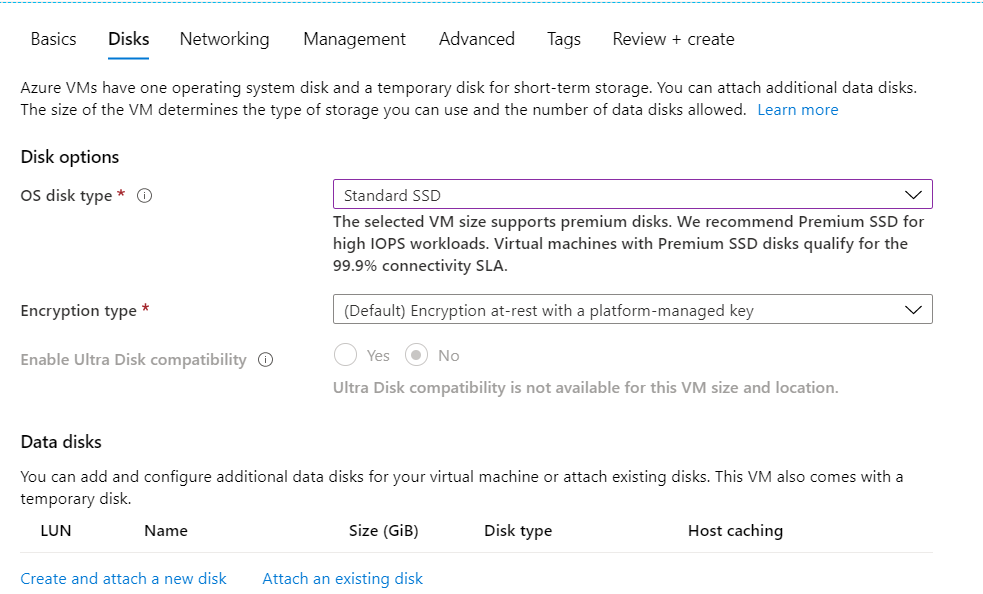 Basics Disks Networking Management Advanced Tags Review + create
Azure VMs have one operating system disk and a temporary disk for short-term storage. You can attach additional data disks.
The size of the VM determines the type of storage you can use and the number of data disks allowed. Learn more
Disk options
OS disk type * Standard SSD
The selected VM size supports premium disks. We recommend Premium SSD for
high IOPS workloads. Virtual machines with Premium SSD disks qualify for the
99.9% connectivity SLA.
Encryption type * (Default) Encryption at-rest with a platform-managed key
Enable Ultra Disk compatibility Yes No
Ultra Disk compatibility is not available for this VM size and location.
Data disks
You can add and configure additional data disks for your virtual machine or attach existing disks. This VM also comes with a
temporary disk.
LUN Name Size (GiB) Disk type Host caching
Create and attach a new disk Attach an existing disk